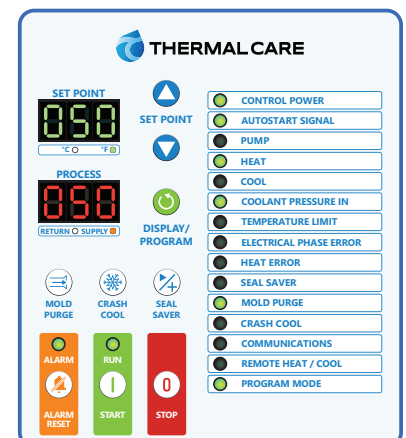 THERMALCARE
SET POINT
050
°C °F
PROCESS
050
RETURN SUPPLY
SET POINT
DISPLAY/
PROGRAM
MOLD
PURGE
CRASH
COOL
SEAL
SAVER
ALARM
ALARM
RESET
RUN
START
0
STOP
CONTROL POWER
AUTOSTART SIGNAL
PUMP
HEAT
COOL
COOLANT PRESSURE IN
TEMPERATURE LIMIT
ELECTRICAL PHASE ERROR
HEAT ERROR
SEAL SAVER
MOLD PURGE
CRASH COOL
COMMUNICATIONS
REMOTE HEAT / COOL
PROGRAM MODE